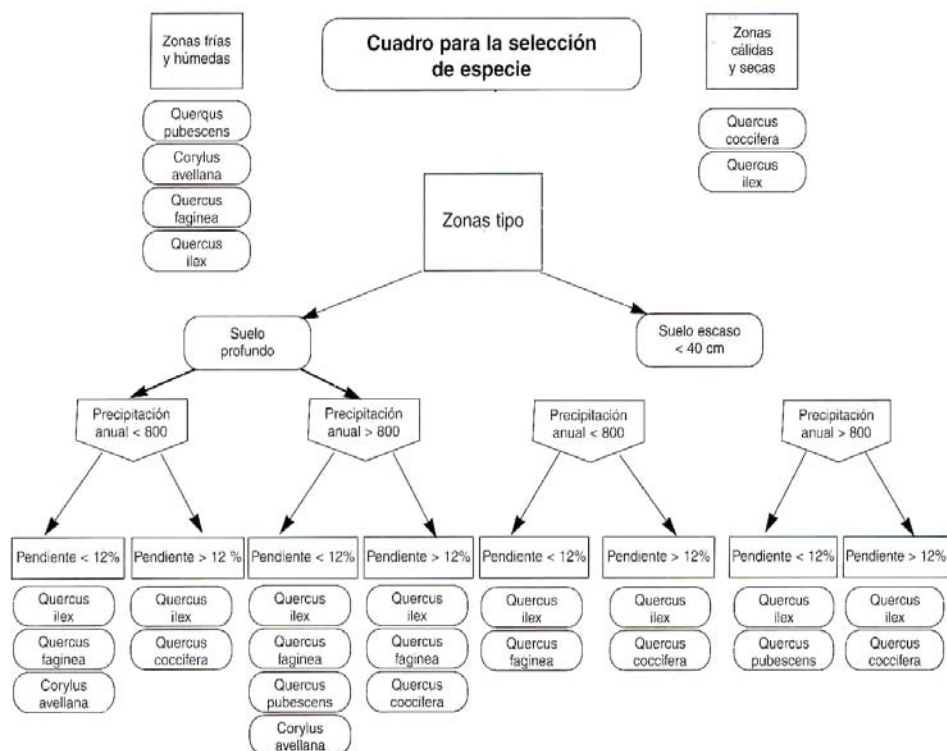 Zonas frías
y húmedas
Cuadro para la selección
de especie
Zonas
cálidas
y secas
Querqus
pubescens
Corylus
avellana
Quercus
faginea
Quercus
ilex
Quercus
coccifera
Quercus
ilex
Zonas tipo
Suelo
profundo
Suelo escaso
< 40 cm
Precipitación
anual < 800
Precipitación
anual > 800
Precipitación
anual < 800
Precipitación
anual > 800
Pendiente < 12%
Pendiente > 12 %
Pendiente < 12%
Pendiente > 12%
Pendiente < 12%
Pendiente > 12%
Pendiente < 12%
Pendiente > 12%
Quercus
ilex
Quercus
faginea
Corylus
avellana
Quercus
ilex
Quercus
coccifera
Quercus
ilex
Quercus
faginea
Quercus
pubescens
Corylus
avellana
Quercus
ilex
Quercus
faginea
Quercus
coccifera
Quercus
ilex
Quercus
faginea
Quercus
ilex
Quercus
coccifera
Quercus
ilex
Quercus
pubescens
Quercus
ilex
Quercus
coccifera